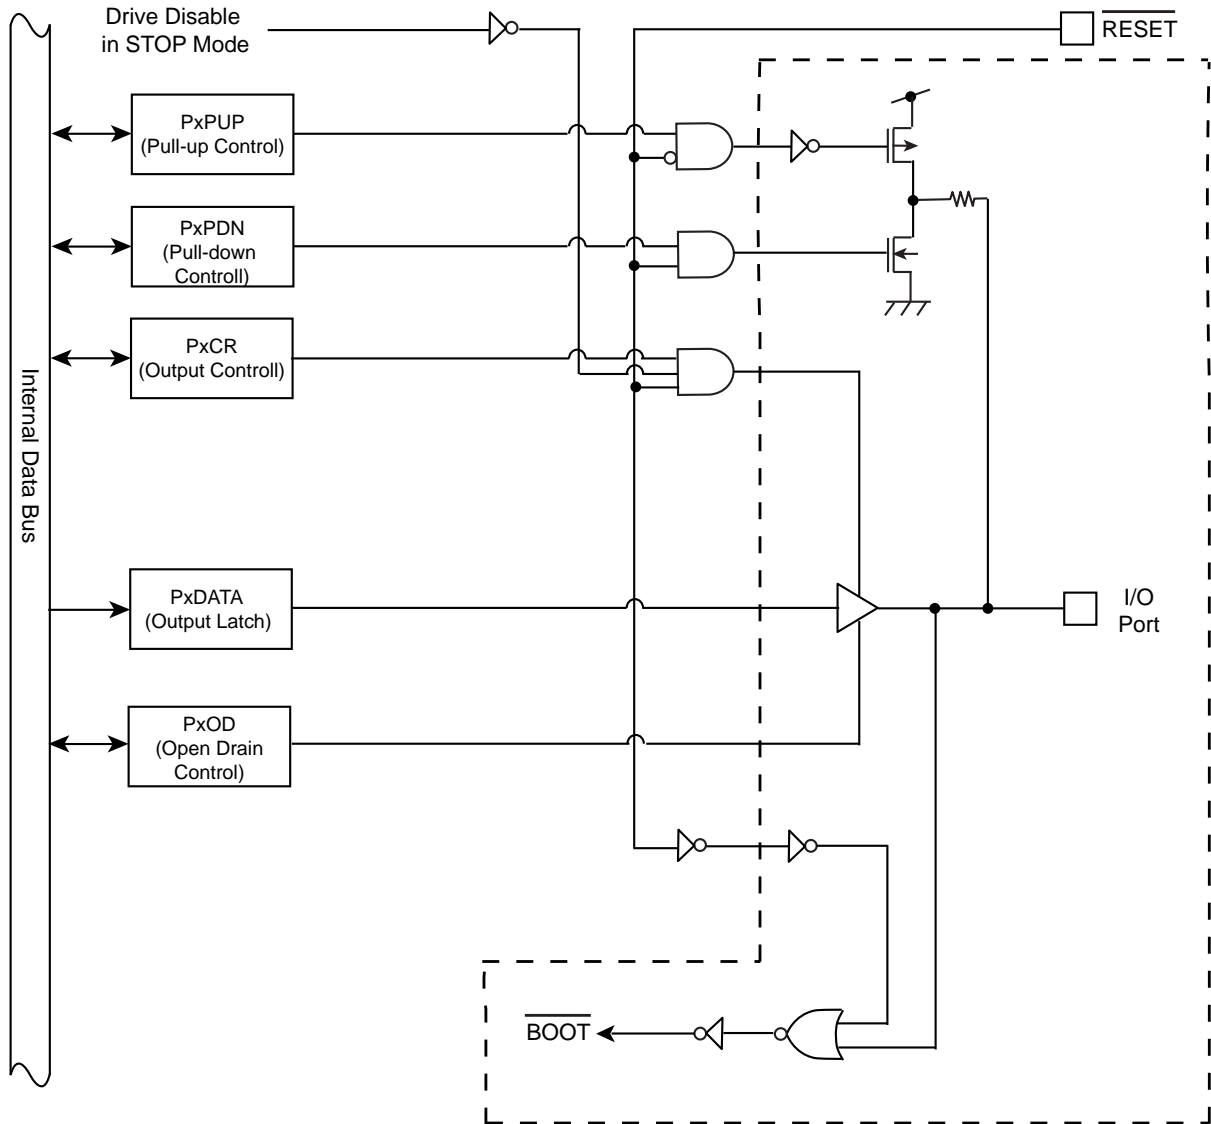 Drive Disable
in STOP Mode
RESET
PxPUP
(Pull-up Control)
PxPDN
(Pull-down
Controll)
PxCR
(Output Controll)
Internal Data Bus
PxDATA
(Output Latch)
I/O
Port
PxOD
(Open Drain
Control)
BOOT